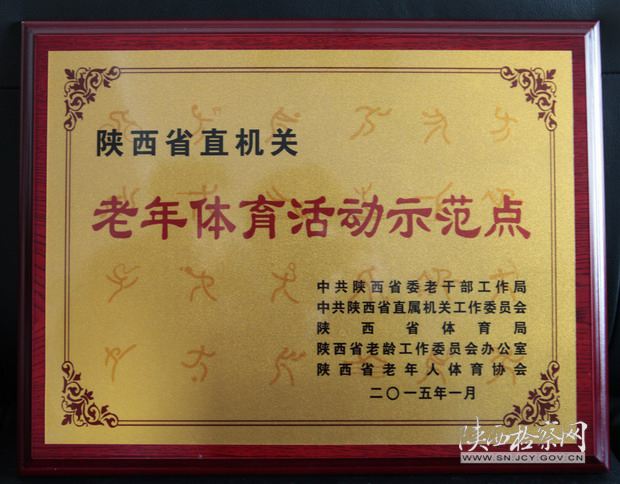 陕西省直机关
老年体育活动示范点
中共陕西省委老干部工作局
中共陕西省直属机关工作委员会
陕西省体育局
陕西省老龄工作委员会办公室
陕西省老年人体育协会
二〇一五年一月
陕西检察网
WWW.SN.JCY.GOV.CN